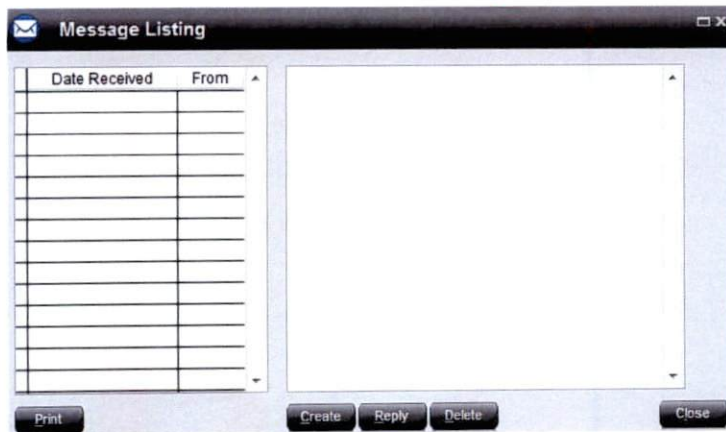 Message Listing
Date Received From
Print Create Reply Delete Close